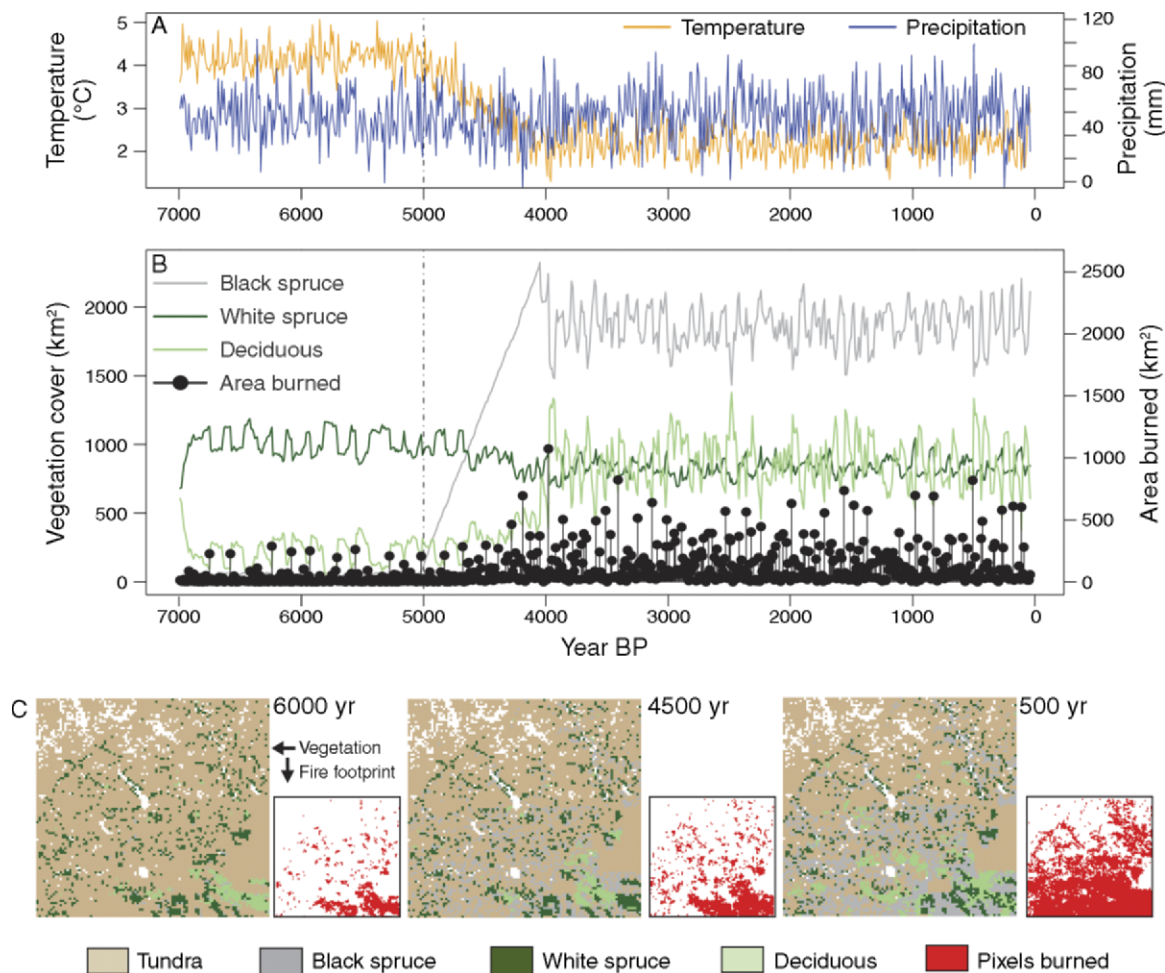 A
Temperature
Precipitation
Temperature
(°C)
5
4
3
2
120
80
40
0
Precipitation
(mm)
7000 6000 5000 4000 3000 2000 1000 0
B
Black spruce
White spruce
Deciduous
Area burned
Vegetation cover (km²)
2000
1500
1000
500
0
2500
2000
1500
1000
500
0
Area burned (km²)
7000 6000 5000 4000 3000 2000 1000 0
Year BP
C
6000 yr
Vegetation
Fire footprint
4500 yr
500 yr
Tundra Black spruce White spruce Deciduous Pixels burned